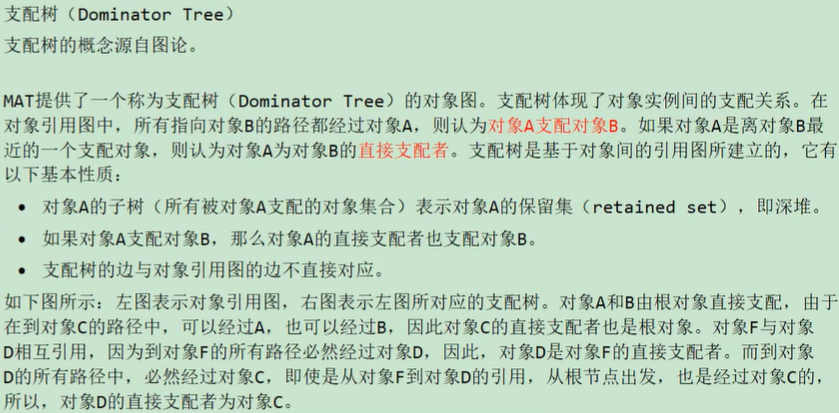 支配树（Dominator Tree）
支配树的概念源自图论。
MAT提供了一个称为支配树（Dominator Tree）的对象图。支配树体现了对象实例间的支配关系。在
对象引用图中，所有指向对象B的路径都经过对象A，则认为对象A支配对象B。如果对象A是离对象B最
近的一个支配对象，则认为对象A为对象B的直接支配者。支配树是基于对象间的引用图所建立的，它有
以下基本性质：
• 对象A的子树（所有被对象A支配的对象集合）表示对象A的保留集（retained set），即深堆。
• 如果对象A支配对象B，那么对象A的直接支配者也支配对象B。
• 支配树的边与对象引用图的边不直接对应。
如下图所示：左图表示对象引用图，右图表示左图所对应的支配树。对象A和B由根对象直接支配，由于
在到对象C的路径中，可以经过A，也可以经过B，因此对象C的直接支配者也是根对象。对象F与对象
D相互引用，因为到对象F的所有路径必然经过对象D，因此，对象D是对象F的直接支配者。而到对象
D的所有路径中，必然经过对象C，即使是从对象F到对象D的引用，从根节点出发，也是经过对象C的，
所以，对象D的直接支配者为对象C。